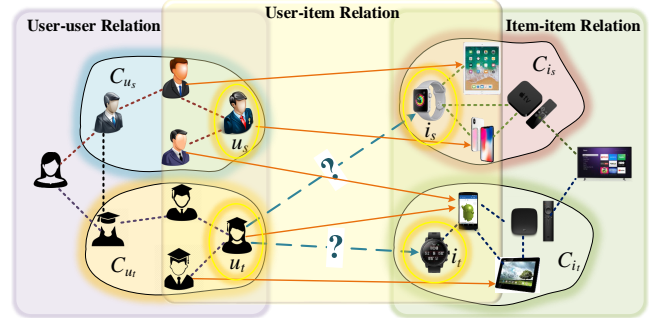 User-item Relation
User-user Relation
Item-item Relation
C_{u_s}
C_{i_s}
u_s
i_s
?
?
C_{u_t}
u_t
i_t
C_{i_t}